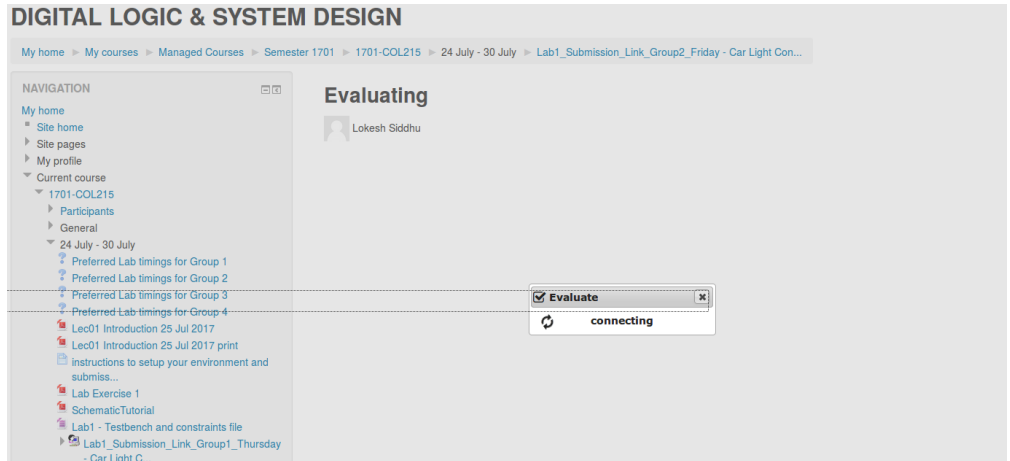 DIGITAL LOGIC & SYSTEM DESIGN
My home My courses Managed Courses Semester 1701 1701-COL215 24 July - 30 July Lab1_Submission_Link_Group2_Friday - Car Light Con...
NAVIGATION
My home
Site home
Site pages
My profile
Current course
1701-COL215
Participants
General
24 July - 30 July
Preferred Lab timings for Group 1
Preferred Lab timings for Group 2
Preferred Lab timings for Group 3
Preferred Lab timings for Group 4
Lec01 Introduction 25 Jul 2017
Lec01 Introduction 25 Jul 2017 print
instructions to setup your environment and
submiss...
Lab Exercise 1
SchematicTutorial
Lab1 - Testbench and constraints file
Lab1_Submission_Link_Group1_Thursday
- Car Light C
Evaluating
Lokesh Siddhu
Evaluate
connecting